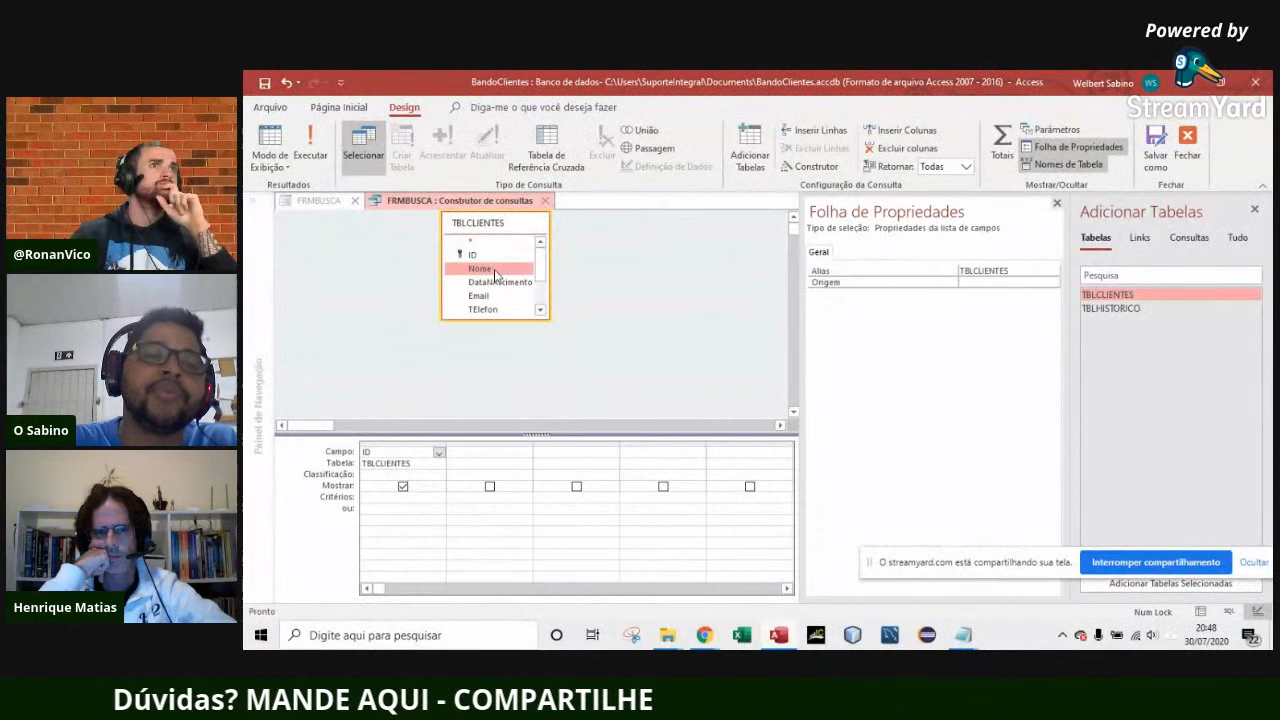 Powered by
StreamYard
@RonanVico
O Sabino
Henrique Matias
BandoClientes : Banco de dados- C:\Users\SuporteIntegral\Documents\BandoClientes.accdb (Formato de arquivo Access 2007 - 2016) - Access
Welbert Sabino
WS
Arquivo
Página Inicial
Design
Diga-me o que você deseja fazer
Modo de Exibição
Executar
Resultados
Selecionar
Criar Tabela
Acrescentar
Atualizar
Tabela de Referência Cruzada
Excluir
União
Passagem
Definição de Dados
Tipo de Consulta
Adicionar Tabelas
Inserir Linhas
Excluir Linhas
Construtor
Inserir Colunas
Excluir colunas
Retornar: Todas
Configuração da Consulta
Totais
Parâmetros
Folha de Propriedades
Nomes de Tabela
Mostrar/Ocultar
Salvar como
Fechar
Fechar
FRMBUSCA
FRMBUSCA : Construtor de consultas
Painel de Navegação
TBLCLIENTES
*
ID
Nome
DataNascimento
Email
TElefon
Campo: ID
Tabela: TBLCLIENTES
Classificação:
Mostrar:
Critérios:
ou:
Folha de Propriedades
Tipo de seleção: Propriedades da lista de campos
Geral
Alias TBLCLIENTES
Origem
Adicionar Tabelas
Tabelas Links Consultas Tudo
Pesquisa
TBLCLIENTES
TBLHISTORICO
O streamyard.com está compartilhando sua tela.
Interromper compartilhamento
Ocultar
Adicionar Tabelas Selecionadas
Pronto
Num Lock
SQL
Digite aqui para pesquisar
20:48
30/07/2020
22
Dúvidas? MANDE AQUI - COMPARTILHE